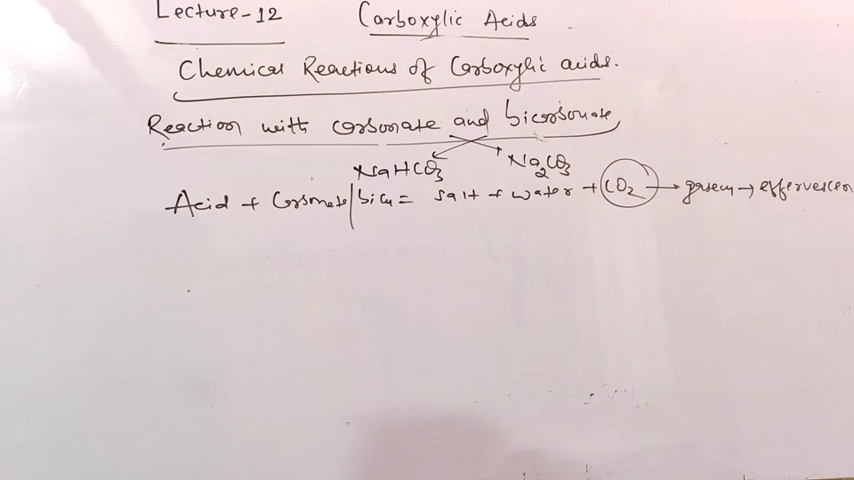 Lecture-12 Carboxylic Acids
Chemical Reactions of Carboxylic acids.
Reaction with carbonate and bicarbonate
NaHCO3 Na2CO3
Acid + Carbonate/bica = salt + water + CO2 → → effervescen